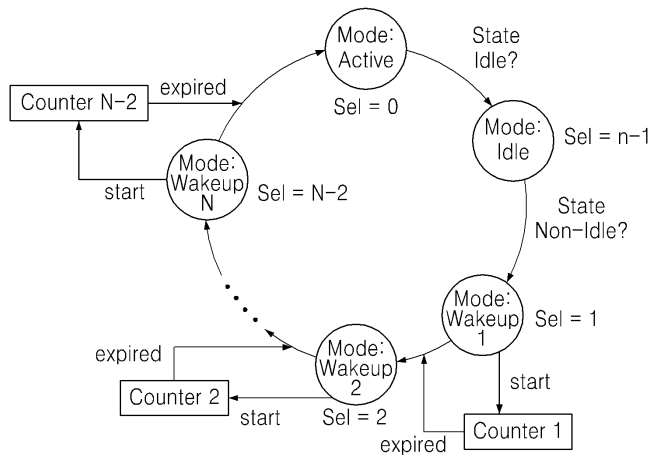 Mode:
Active
Sel = 0
State
Idle?
Mode:
Idle
Sel = n-1
State
Non-Idle?
Mode:
Wakeup
1
Sel = 1
start
Counter 1
expired
Mode:
Wakeup
2
Sel = 2
start
Counter 2
expired
Mode:
Wakeup
N
Sel = N-2
start
Counter N-2
expired